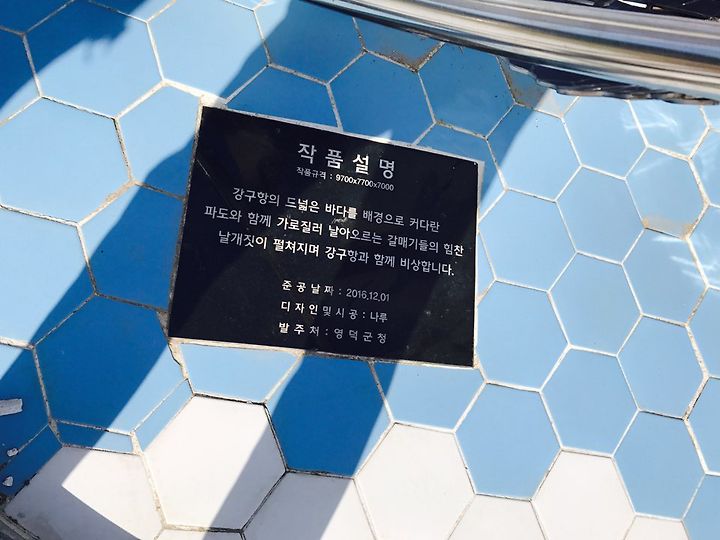 작품설명
작품규격 : 9700x7700x7000
강구항의 드넓은 바다를 배경으로 커다란
파도와 함께 가로질러 날아오르는 갈매기들의 힘찬
날개짓이 펼쳐지며 강구항과 함께 비상합니다.
준공날짜 : 2016.12.01
디자인및시공 : 나루
발주처 : 영덕군청